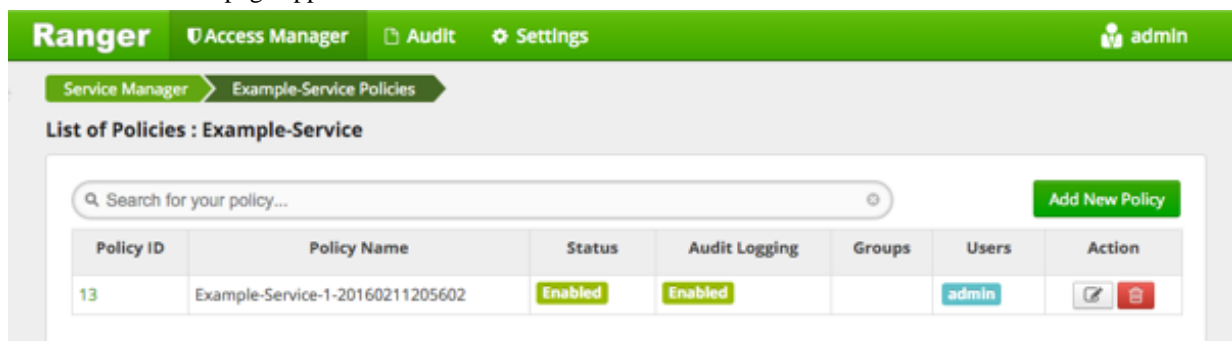 Ranger Access Manager Audit Settings admin
Service Manager Example-Service Policies
List of Policies : Example-Service
Search for your policy... Add New Policy
Policy ID Policy Name Status Audit Logging Groups Users Action
13 Example-Service-1-20160211205602 Enabled Enabled admin